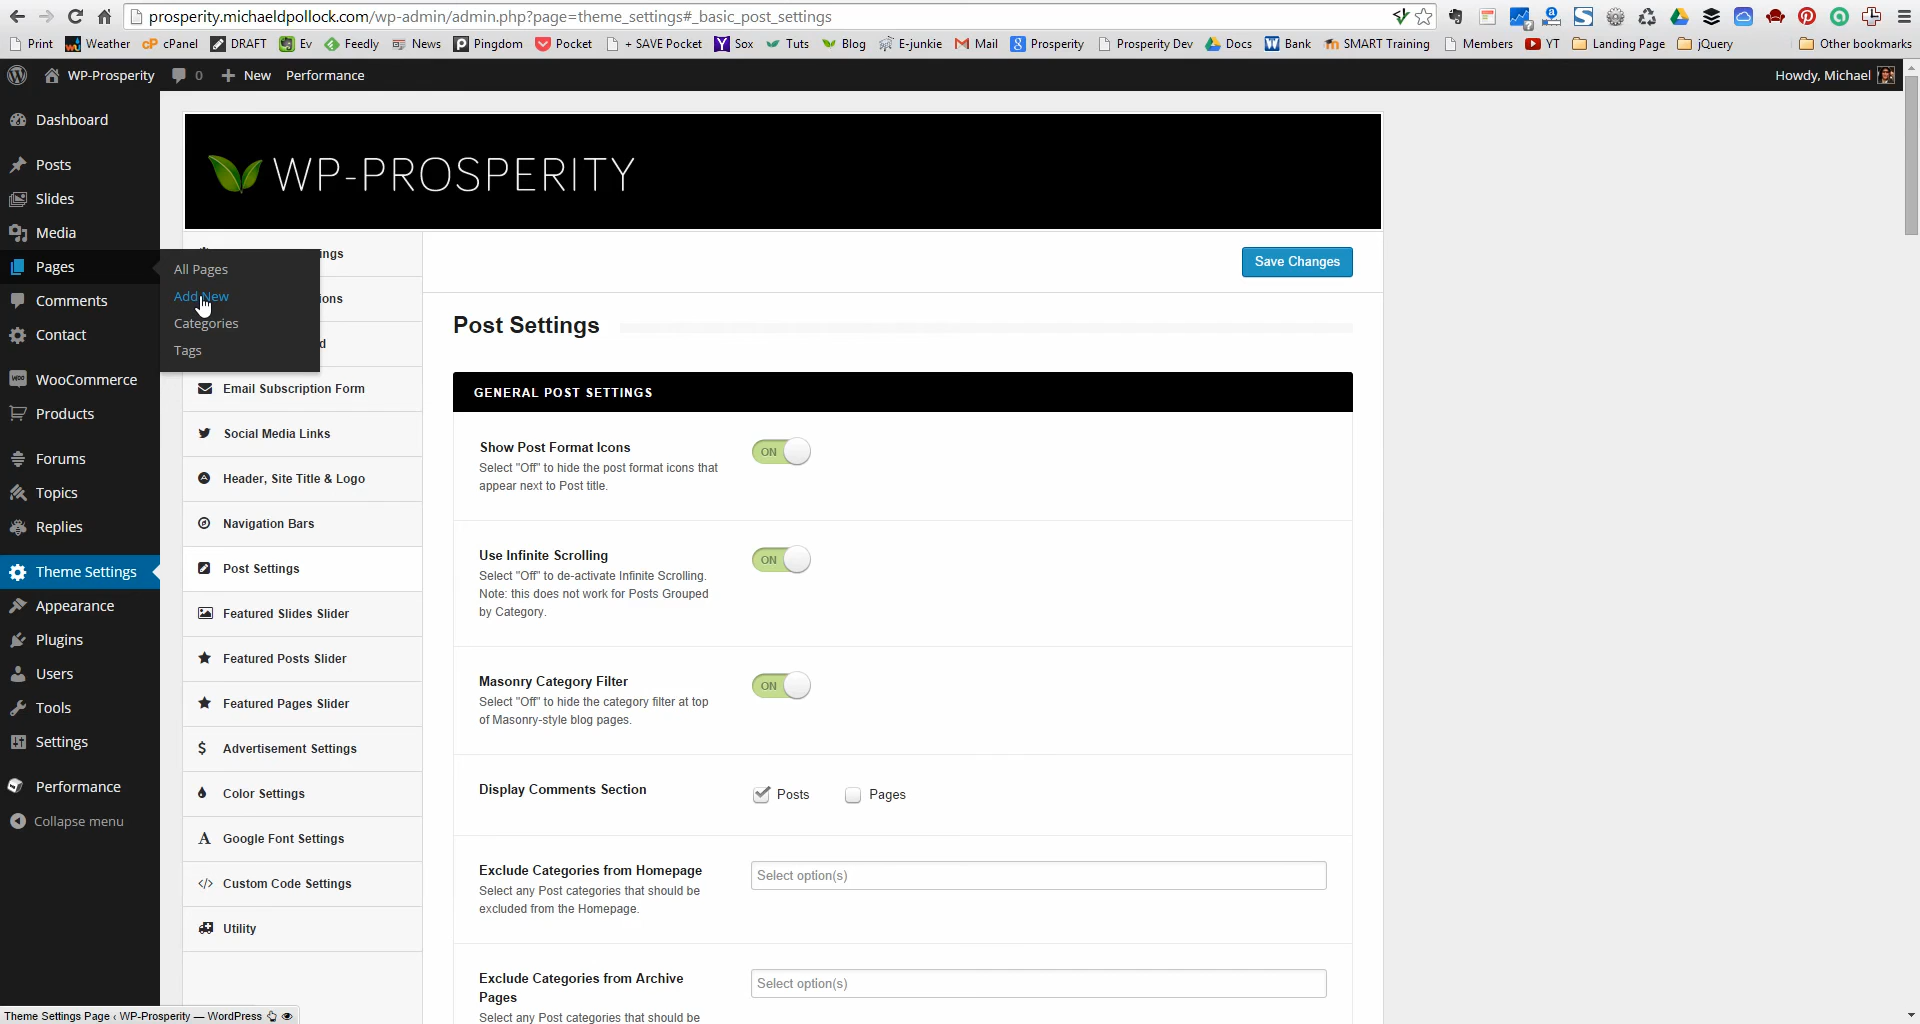 prosperity.michaeldpollock.com/wp-admin/admin.php?page=theme_settings#_basic_post_settings
Print Weather cPanel DRAFT Ev Feedly News Pingdom Pocket + SAVE Pocket Sox Tuts Blog E-junkie Mail Prosperity Prosperity Dev Docs Bank SMART Training Members YT Landing Page jQuery Other bookmarks
WP-Prosperity 0 New Performance Howdy, Michael
Dashboard
Posts
Slides
Media
Pages
Comments
Contact
WooCommerce
Products
Forums
Topics
Replies
Theme Settings
Appearance
Plugins
Users
Tools
Settings
Performance
Collapse menu
All Pages
Add New
Categories
Tags
WP-PROSPERITY
ings
ions
d
Email Subscription Form
Social Media Links
Header, Site Title & Logo
Navigation Bars
Post Settings
Featured Slides Slider
Featured Posts Slider
Featured Pages Slider
Advertisement Settings
Color Settings
Google Font Settings
Custom Code Settings
Utility
Save Changes
Post Settings
GENERAL POST SETTINGS
Show Post Format Icons
Select "Off" to hide the post format icons that
appear next to Post title.
ON
Use Infinite Scrolling
Select "Off" to de-activate Infinite Scrolling.
Note: this does not work for Posts Grouped
by Category.
ON
Masonry Category Filter
Select "Off" to hide the category filter at top
of Masonry-style blog pages.
ON
Display Comments Section
Posts Pages
Exclude Categories from Homepage
Select any Post categories that should be
excluded from the Homepage.
Select option(s)
Exclude Categories from Archive
Pages
Select any Post categories that should be
Select option(s)
Theme Settings Page ‹ WP-Prosperity — WordPress